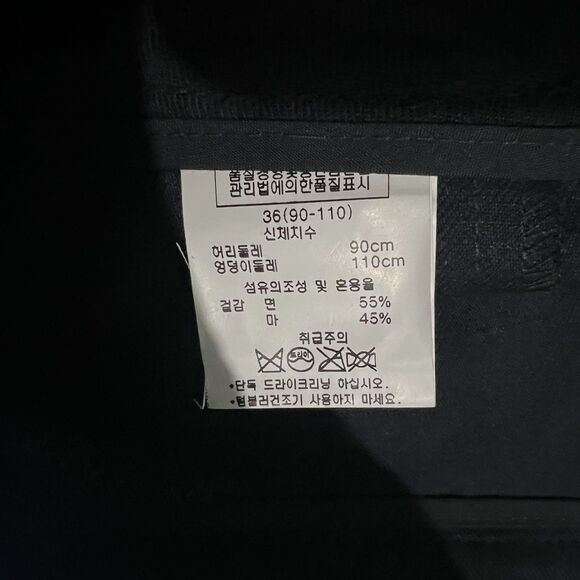 관리법에의한품질표시
36(90-110)
신체치수
허리둘레 90cm
엉덩이둘레 110cm
섬유의조성 및 혼용율
겉감 면 55%
마 45%
취급주의
드라이
•단독 드라이크리닝 하십시오.
•텀블러건조기 사용하지 마세요.